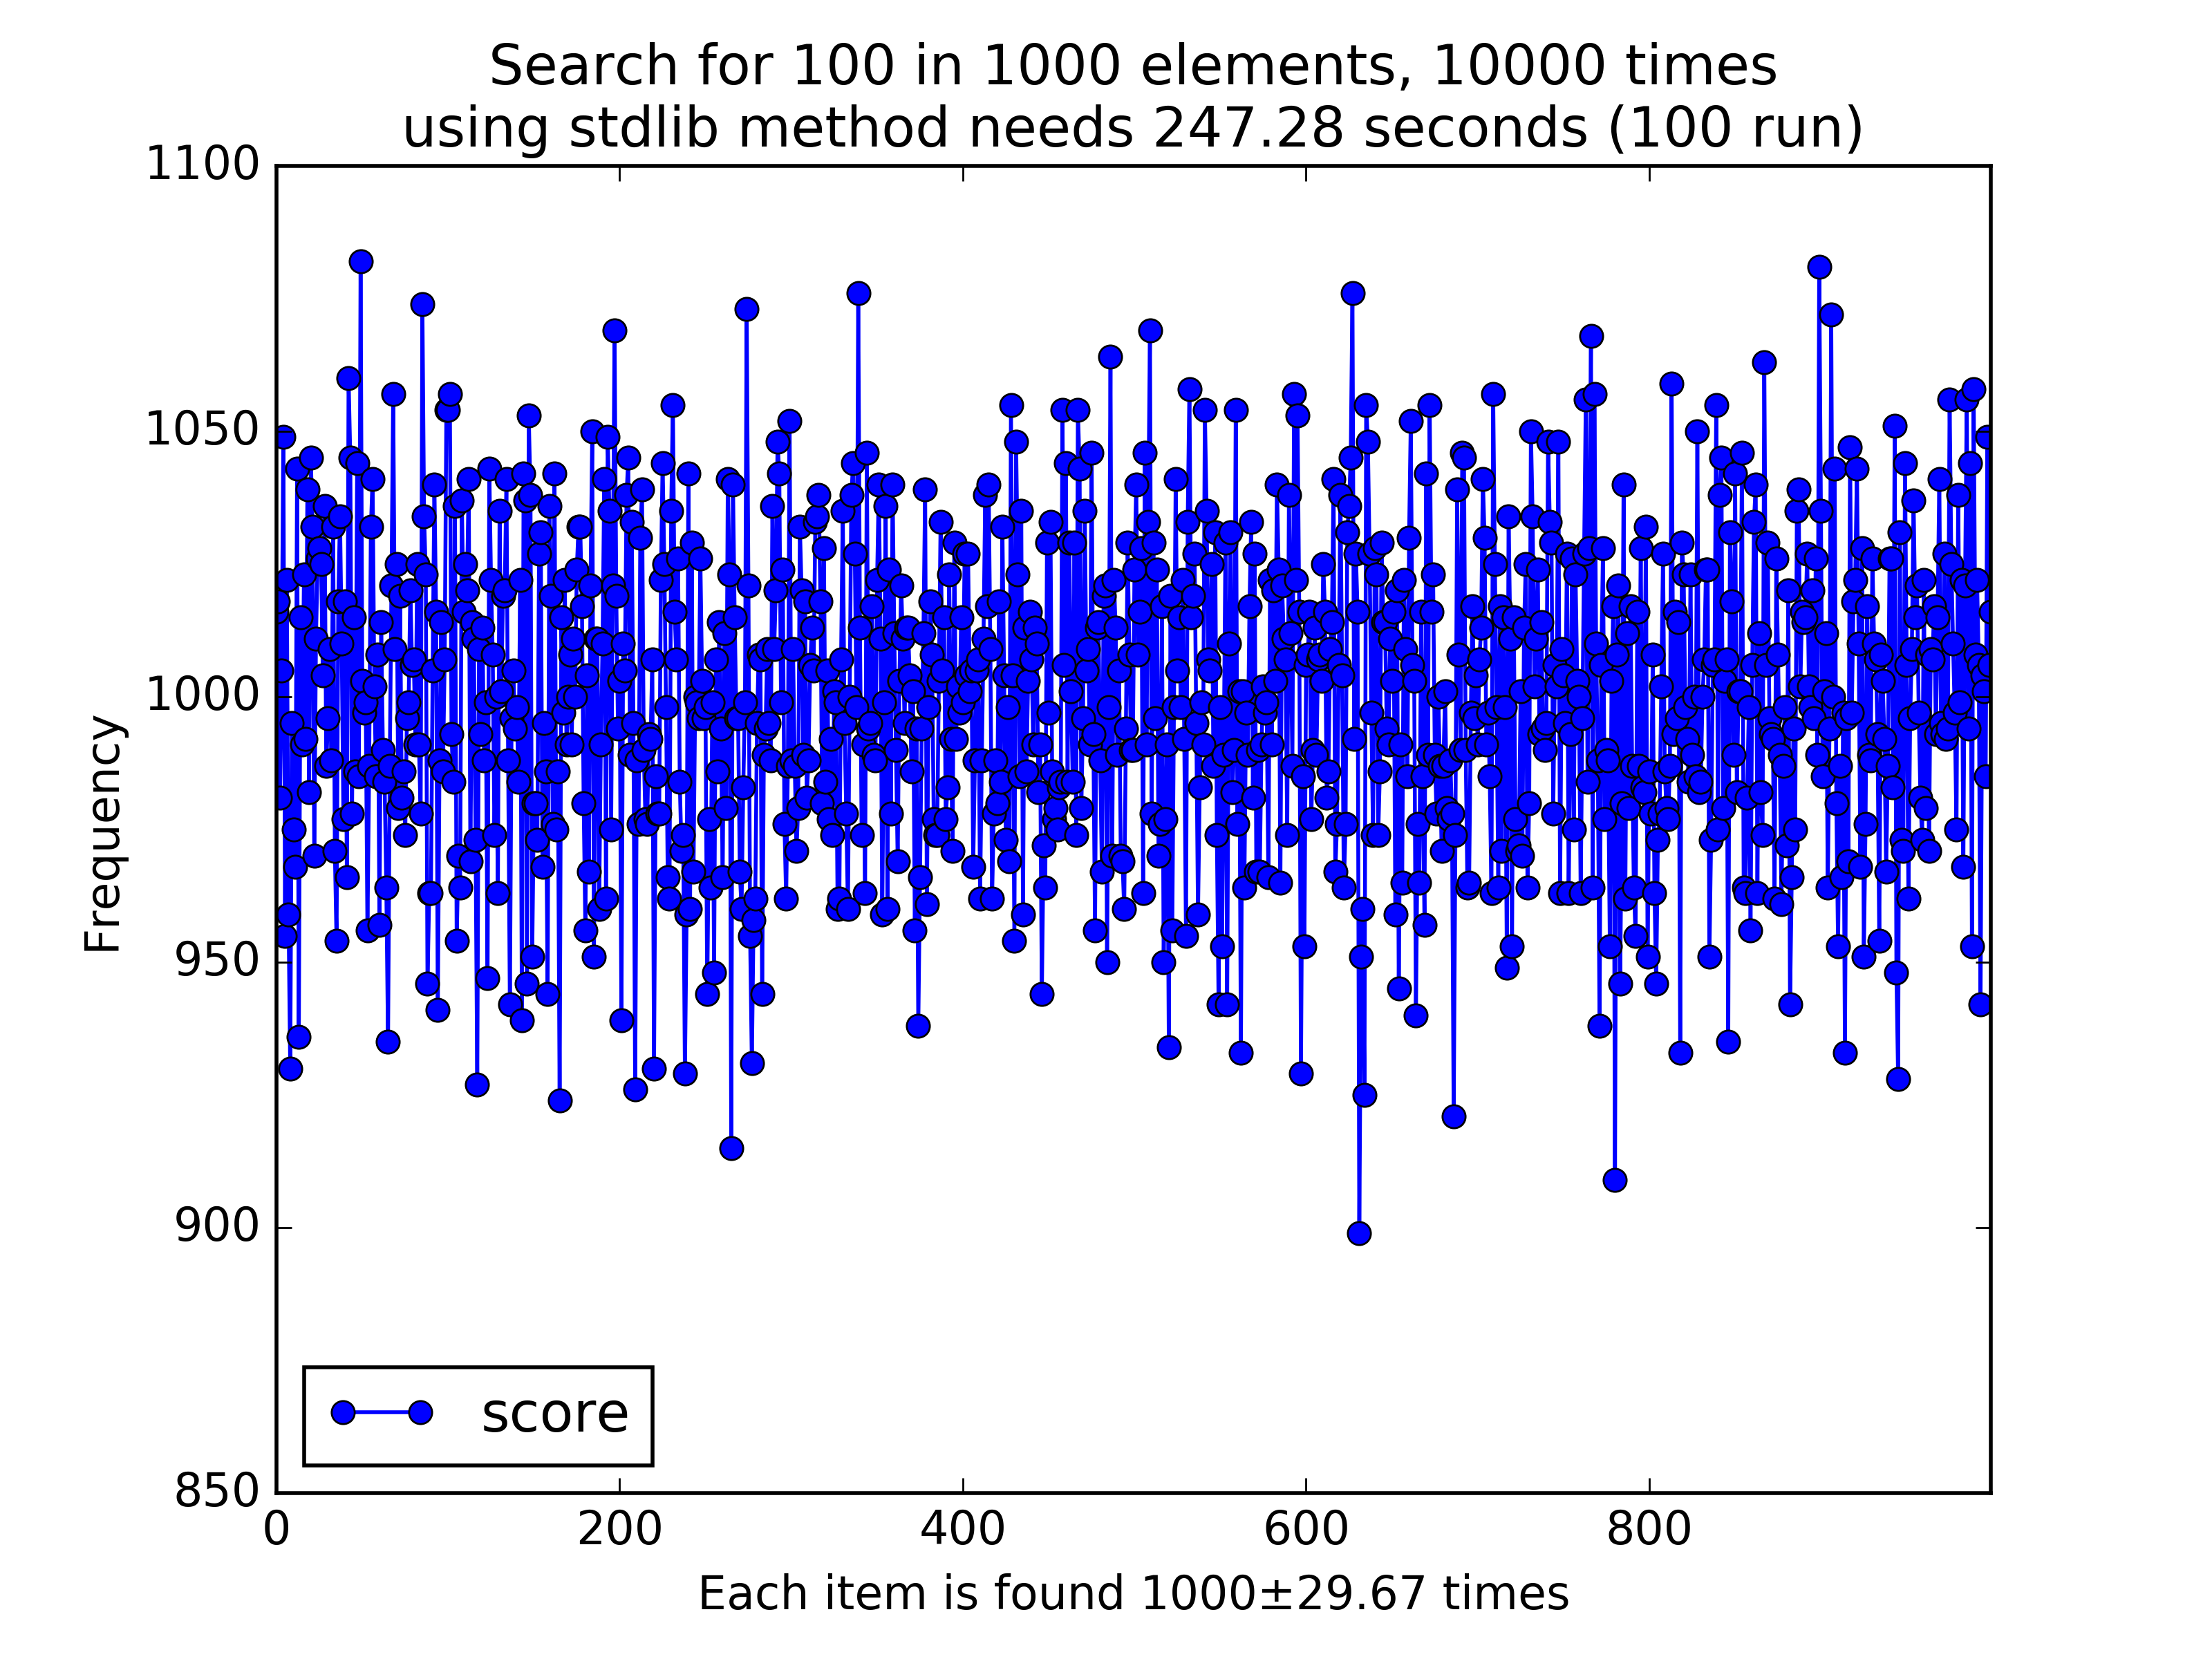 Search for 100 in 1000 elements, 10000 times
using stdlib method needs 247.28 seconds (100 run)
1100
1050
1000
950
900
850
Frequency
score
0 200 400 600 800
Each item is found 1000±29.67 times